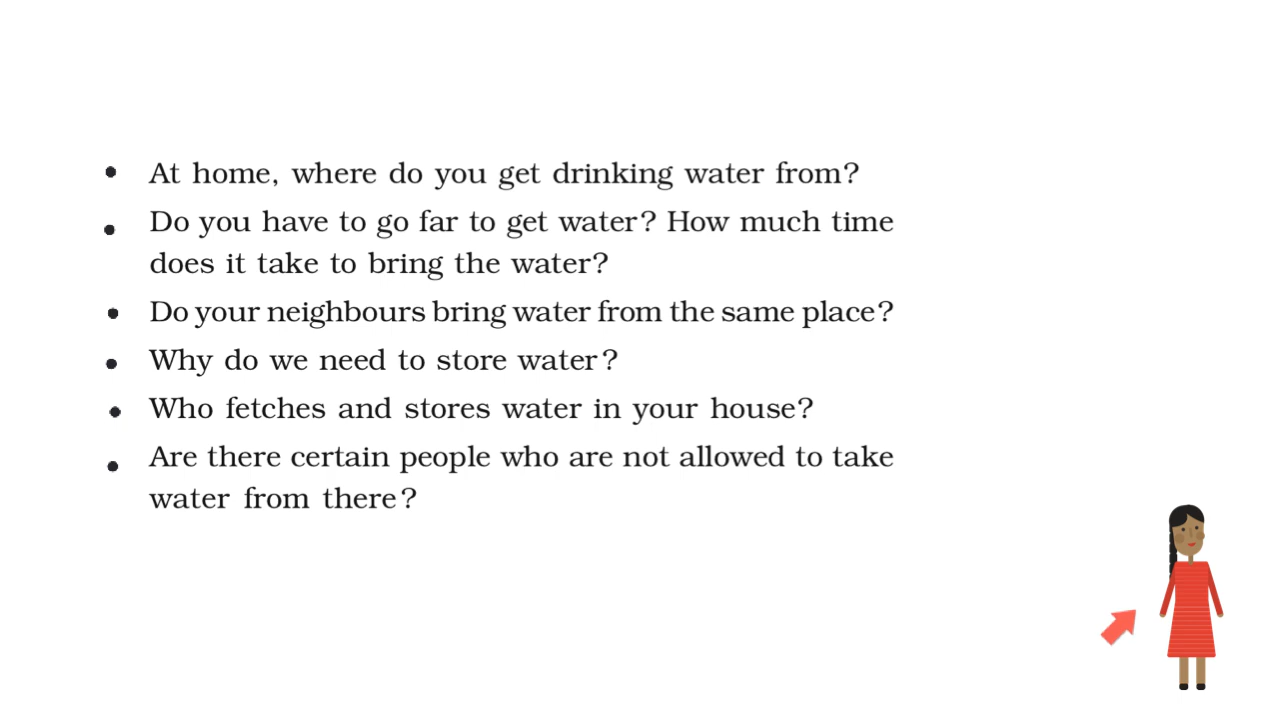 • At home, where do you get drinking water from?
• Do you have to go far to get water? How much time
does it take to bring the water?
• Do your neighbours bring water from the same place?
• Why do we need to store water?
• Who fetches and stores water in your house?
• Are there certain people who are not allowed to take
water from there?